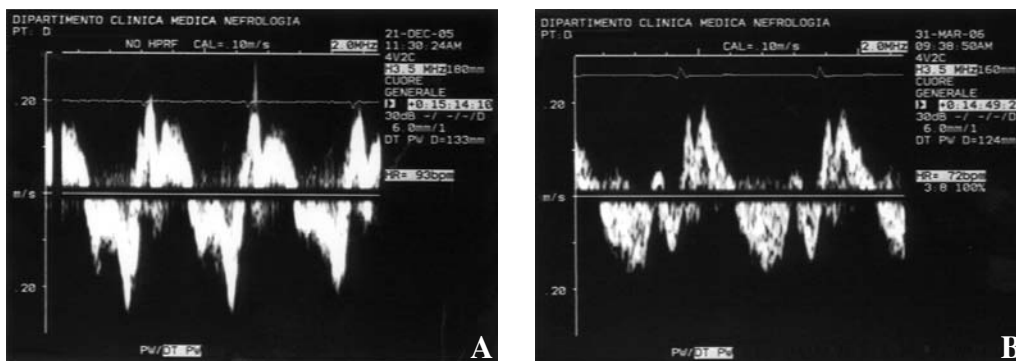 DIPARTIMENTO CLINICA MEDICA NEFROLOGIA
PT: D
21-DEC-05
11:30:24AM
NO HPRF CAL=.10m/s
2.0MHz
4V2C
H3.5 MHz 180mm
CUORE
GENERALE
+0:15:14:10
30dB -/ -/-/D
6.0mm/1
DT PW D=133mm
HR= 93bpm
.20
m/s
.20
PW/DT PW
A
DIPARTIMENTO CLINICA MEDICA NEFROLOGIA
PT: D
31-MAR-06
09:38:50AM
CAL=.10m/s
2.0MHz
4V2C
H3.5 MHz 160mm
CUORE
GENERALE
+0:14:49:2
30dB -/ -/-/D
6.0mm/1
DT PW D=124mm
HR= 72bpm
3:8 100%
.20
m/s
.20
PW/DT PW
B